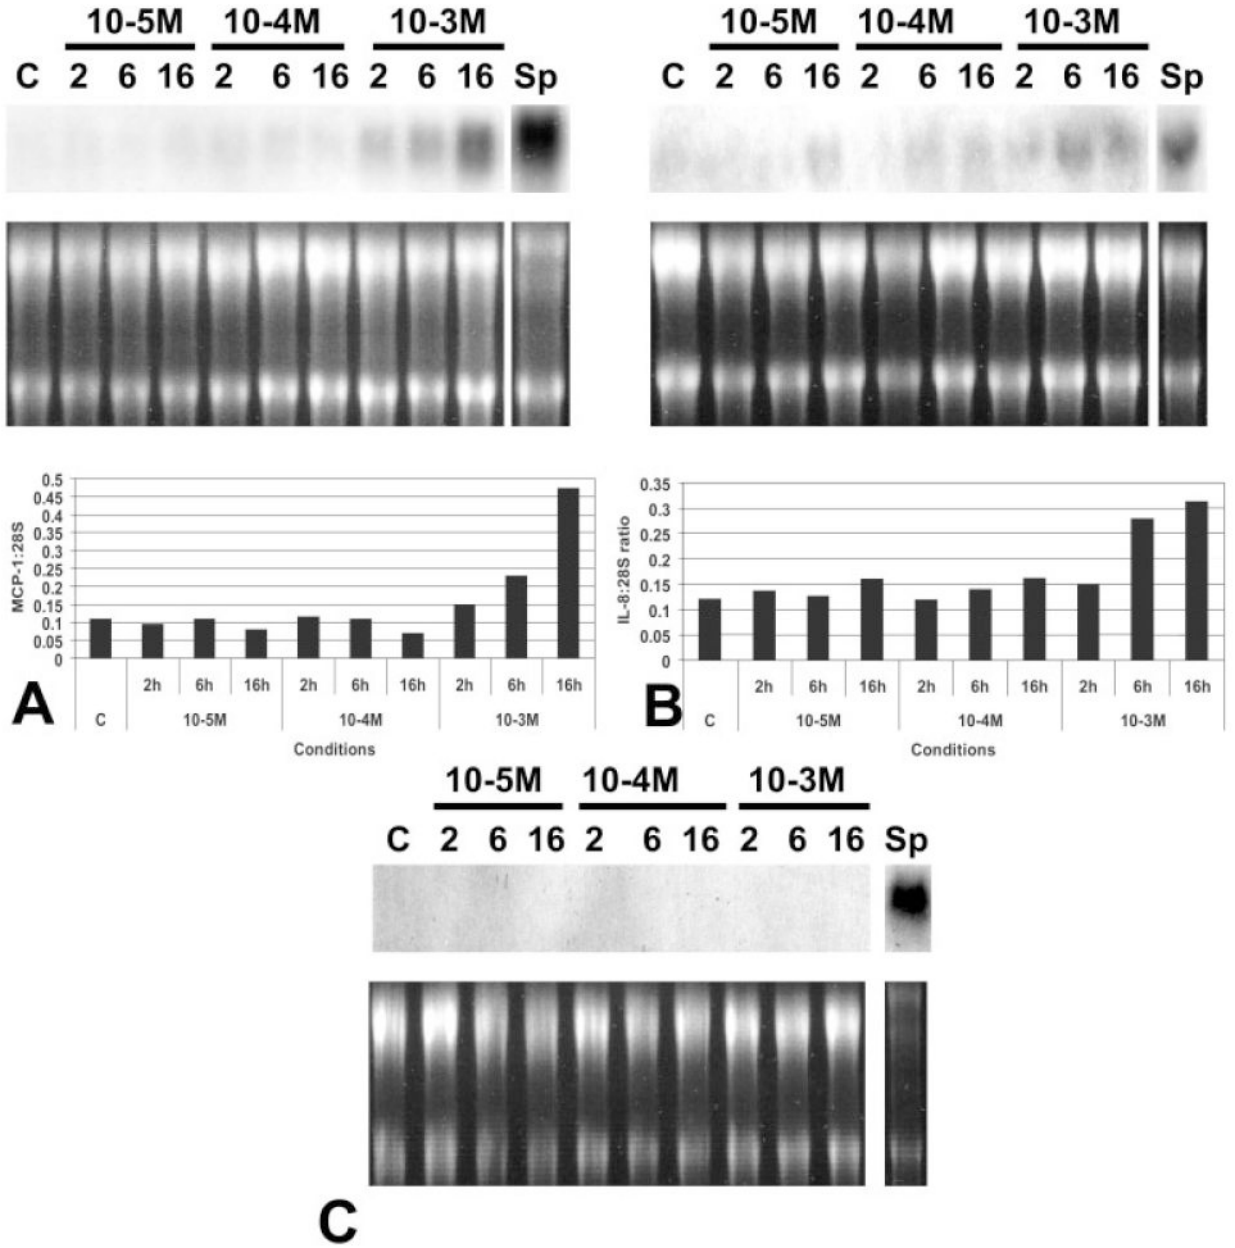 10-5M 10-4M 10-3M
C 2 6 16 2 6 16 2 6 16 Sp
10-5M 10-4M 10-3M
C 2 6 16 2 6 16 2 6 16 Sp
MCP-1:28S
0.5
0.45
0.4
0.35
0.3
0.25
0.2
0.15
0.1
0.05
0
2h 6h 16h 2h 6h 16h 2h 6h 16h
C 10-5M 10-4M 10-3M
Conditions
A
IL-8:28S ratio
0.35
0.3
0.25
0.2
0.15
0.1
0.05
0
2h 6h 16h 2h 6h 16h 2h 6h 16h
C 10-5M 10-4M 10-3M
Conditions
B
10-5M 10-4M 10-3M
C 2 6 16 2 6 16 2 6 16 Sp
C